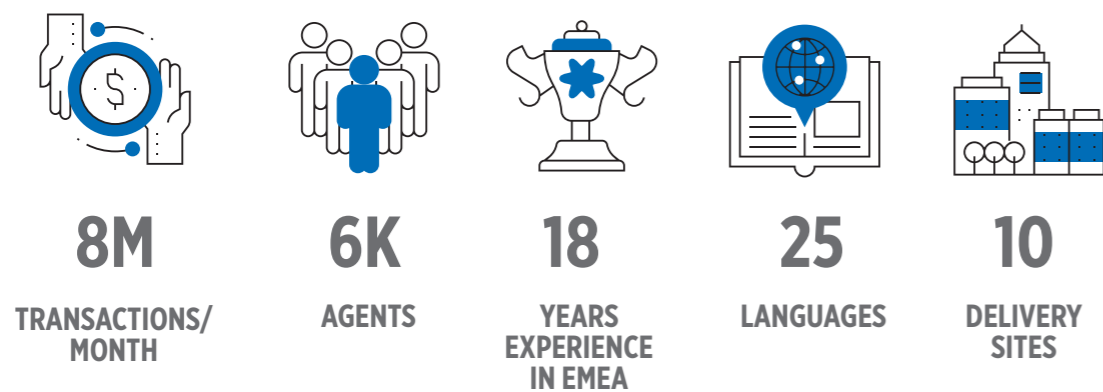 $
8M
TRANSACTIONS/
MONTH
6K
AGENTS
18
YEARS
EXPERIENCE
IN EMEA
25
LANGUAGES
10
DELIVERY
SITES